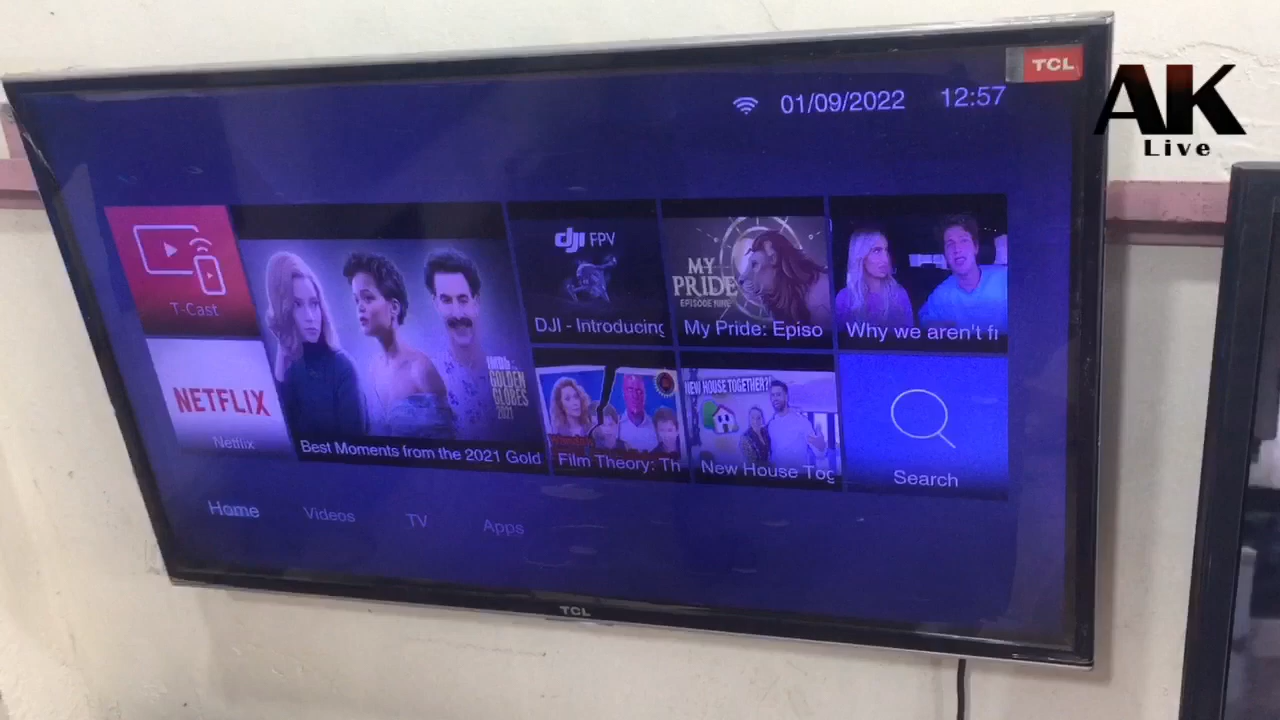 TCL
AK
Live
01/09/2022 12:57
T-Cast
NETFLIX
Netflix
IMDb
GOLDEN
GLOBES
2021
Best Moments from the 2021 Gold
dji FPV
DJI - Introducing
MY
PRIDE
EPISODE NINE
My Pride: Episo
Why we aren't fi
Film Theory: Th
NEW HOUSE TOGETHER?!
New House Tog
Search
Home Videos TV Apps
TCL